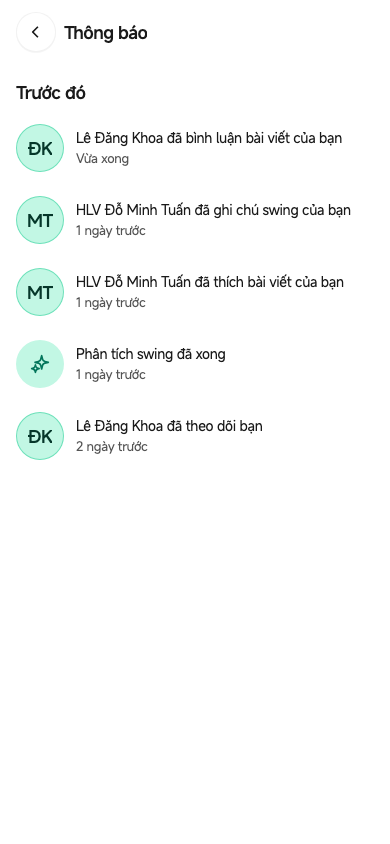 Thông báo
Trước đó
ĐK
Lê Đăng Khoa đã bình luận bài viết của bạn
Vừa xong
MT
HLV Đỗ Minh Tuấn đã ghi chú swing của bạn
1 ngày trước
MT
HLV Đỗ Minh Tuấn đã thích bài viết của bạn
1 ngày trước
Phân tích swing đã xong
1 ngày trước
ĐK
Lê Đăng Khoa đã theo dõi bạn
2 ngày trước